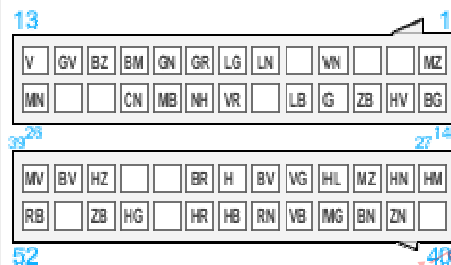 13 1
V GV BZ BM GN GR LG LN WN MZ
MN CN MB NH VR LB G ZB HV BG
39 26 27 14
MV BV HZ BR H BV VG HL MZ HN HM
RB ZB HG HR HB RN VB MG BN ZN
52 40